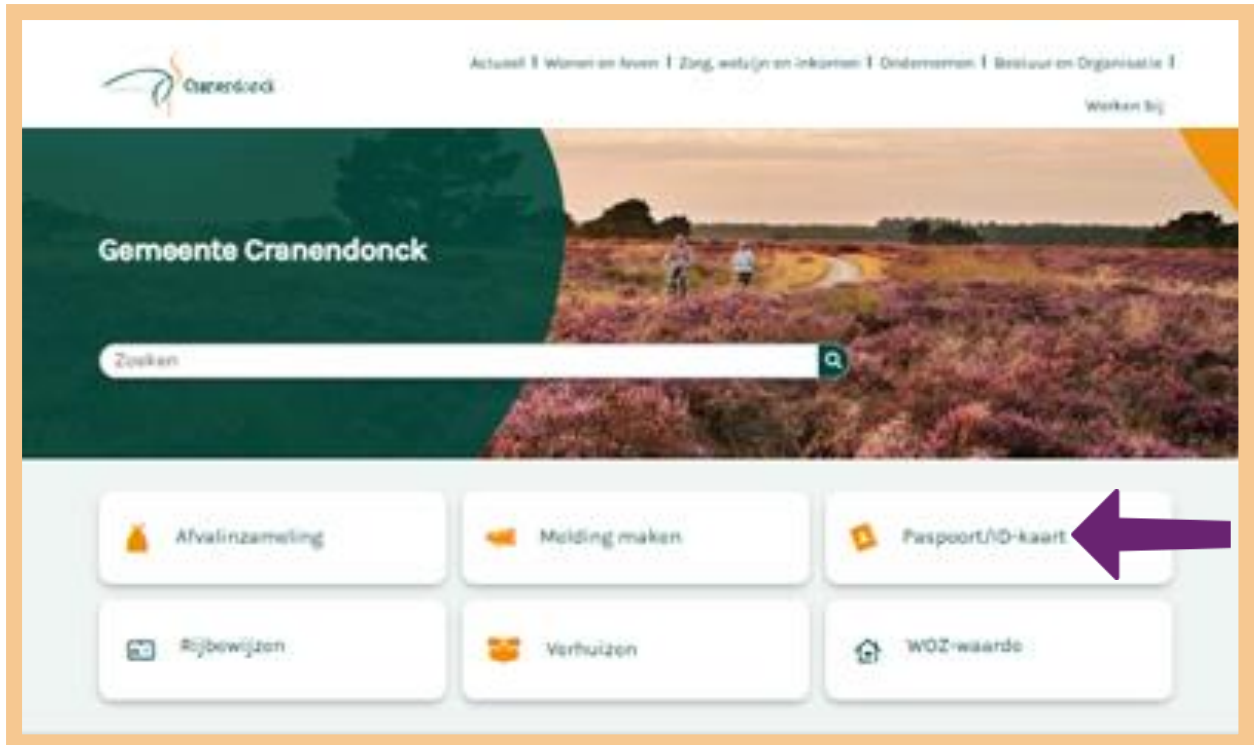 Cranendonck
Actueel | Wonen en leven | Zorg, welzijn en inkomen | Ondernemen | Bestuur en Organisatie |
Werken bij
Gemeente Cranendonck
Zoeken
Afvalinzameling
Melding maken
Paspoort/ID-kaart
Rijbewijzen
Verhuizen
WOZ-waarde